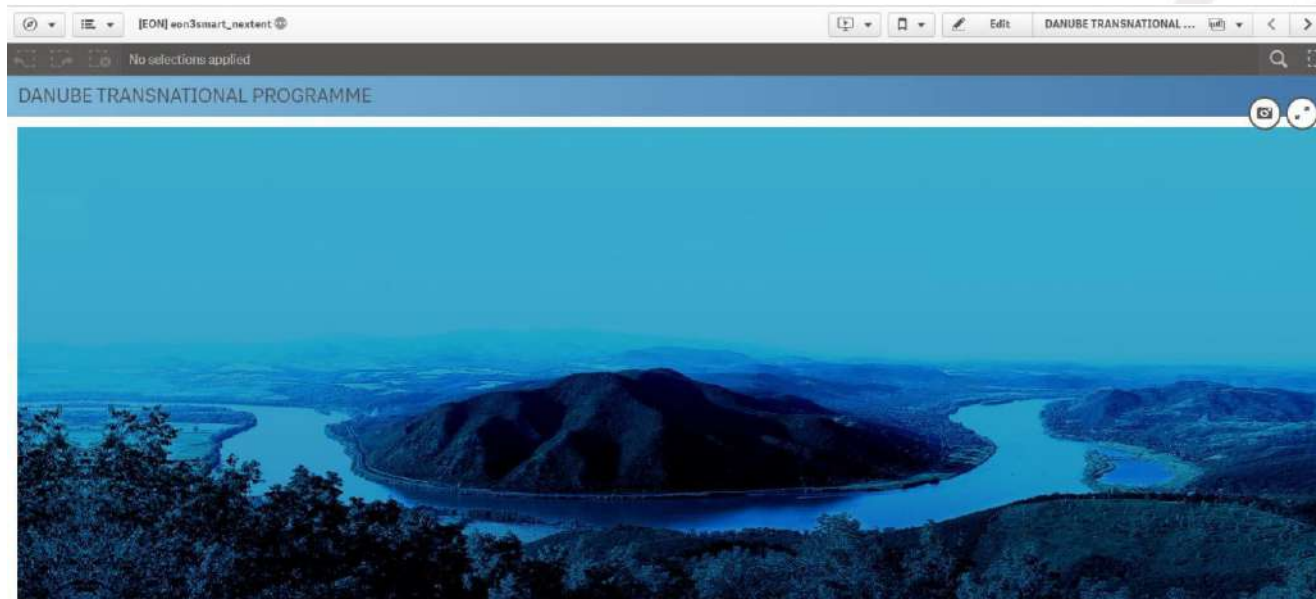 [EON] eon3smart_nextent
Edit
DANUBE TRANSNATIONAL ...
No selections applied
DANUBE TRANSNATIONAL PROGRAMME